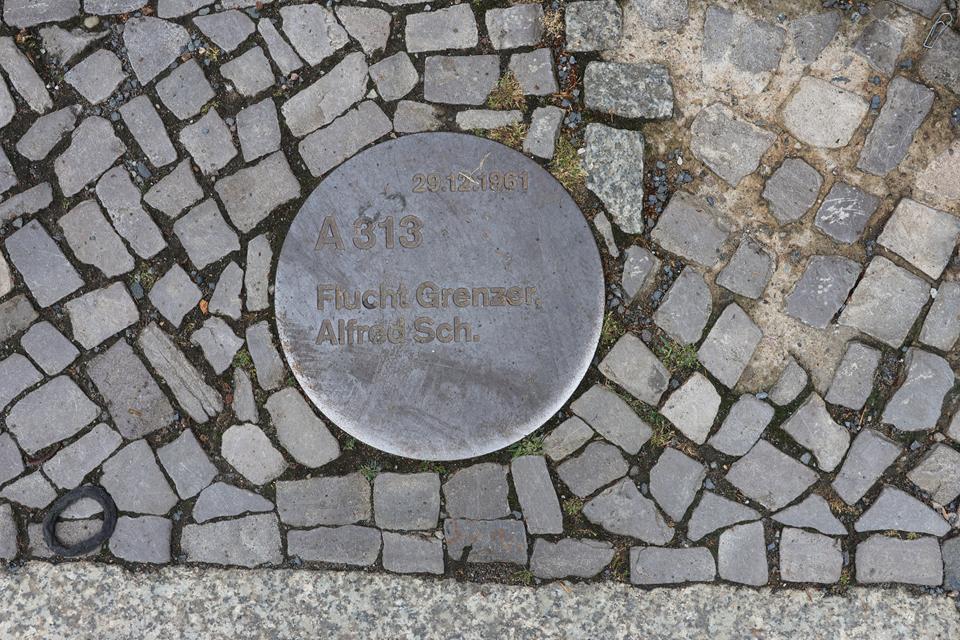 29.12.1961
A 313
Flucht Grenzer,
Alfred Sch.